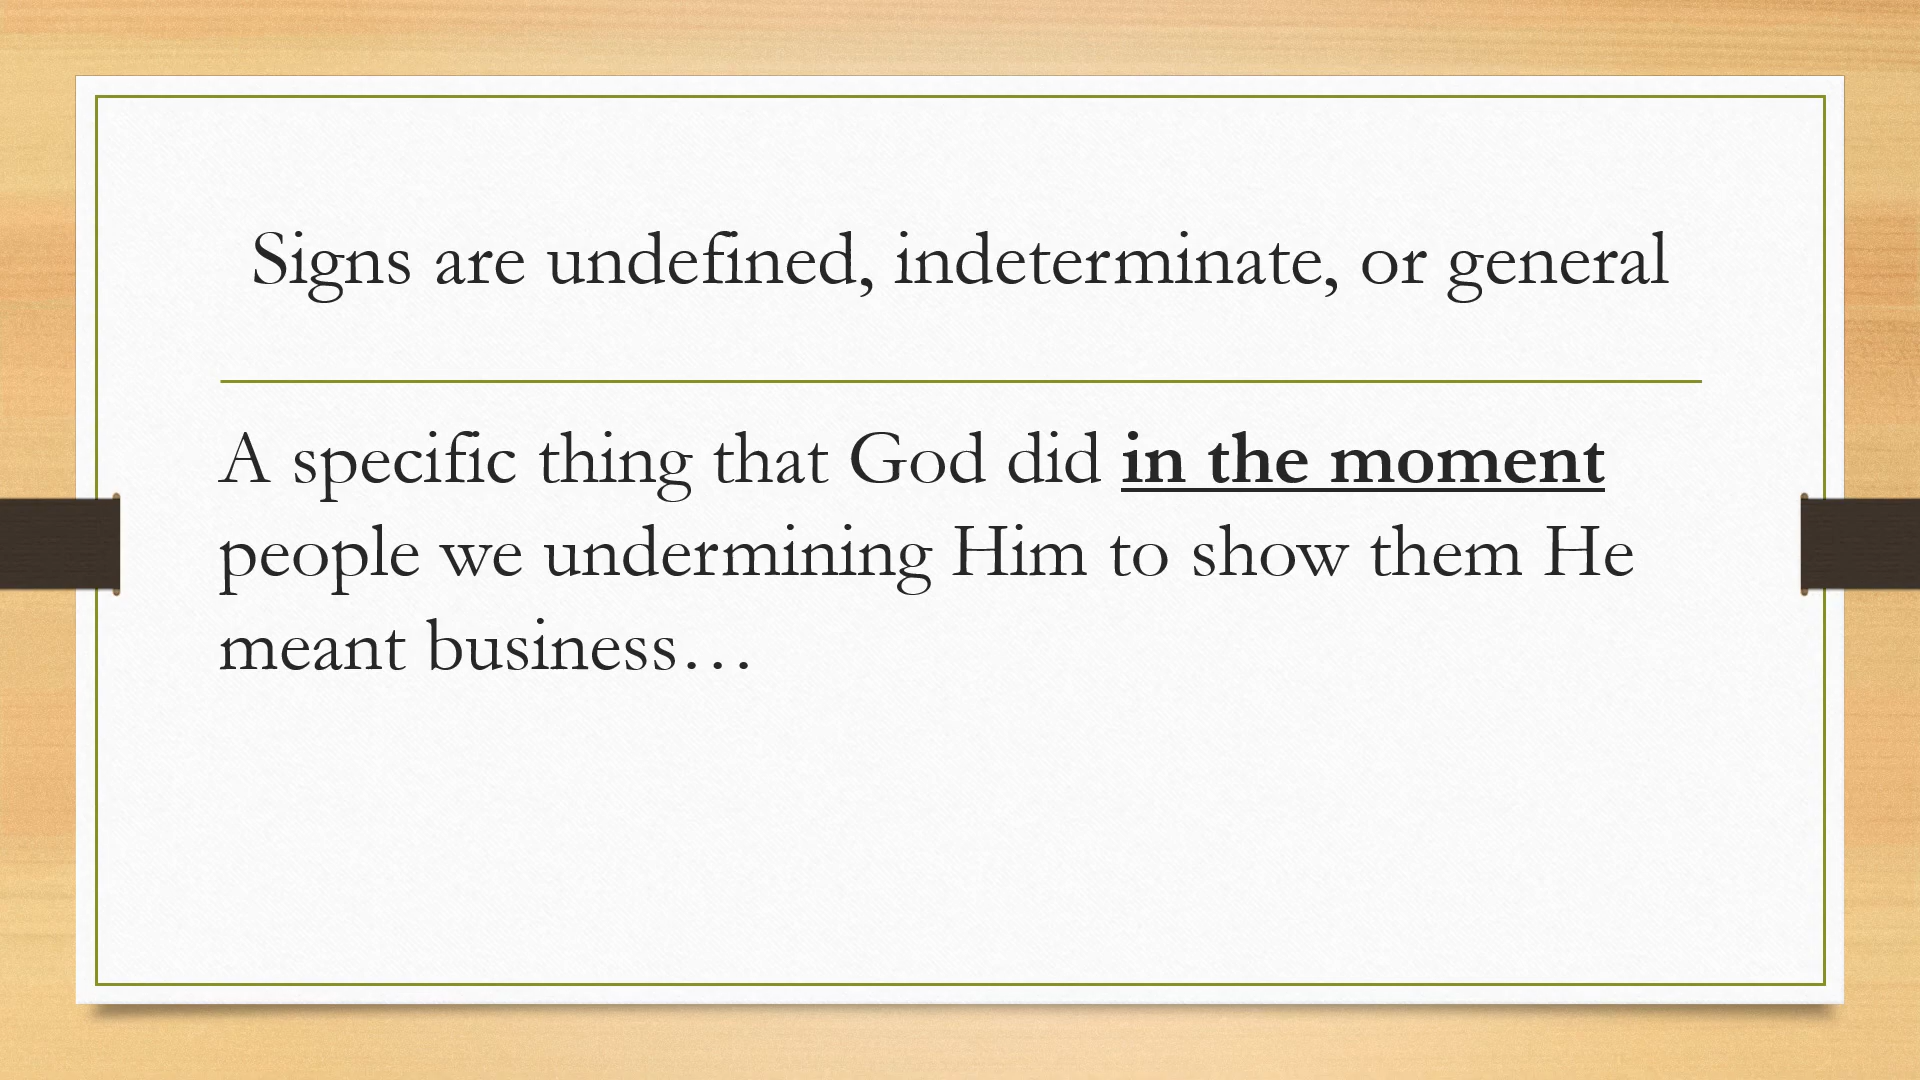 Signs are undefined, indeterminate, or general
A specific thing that God did in the moment
people we undermining Him to show them He
meant business…